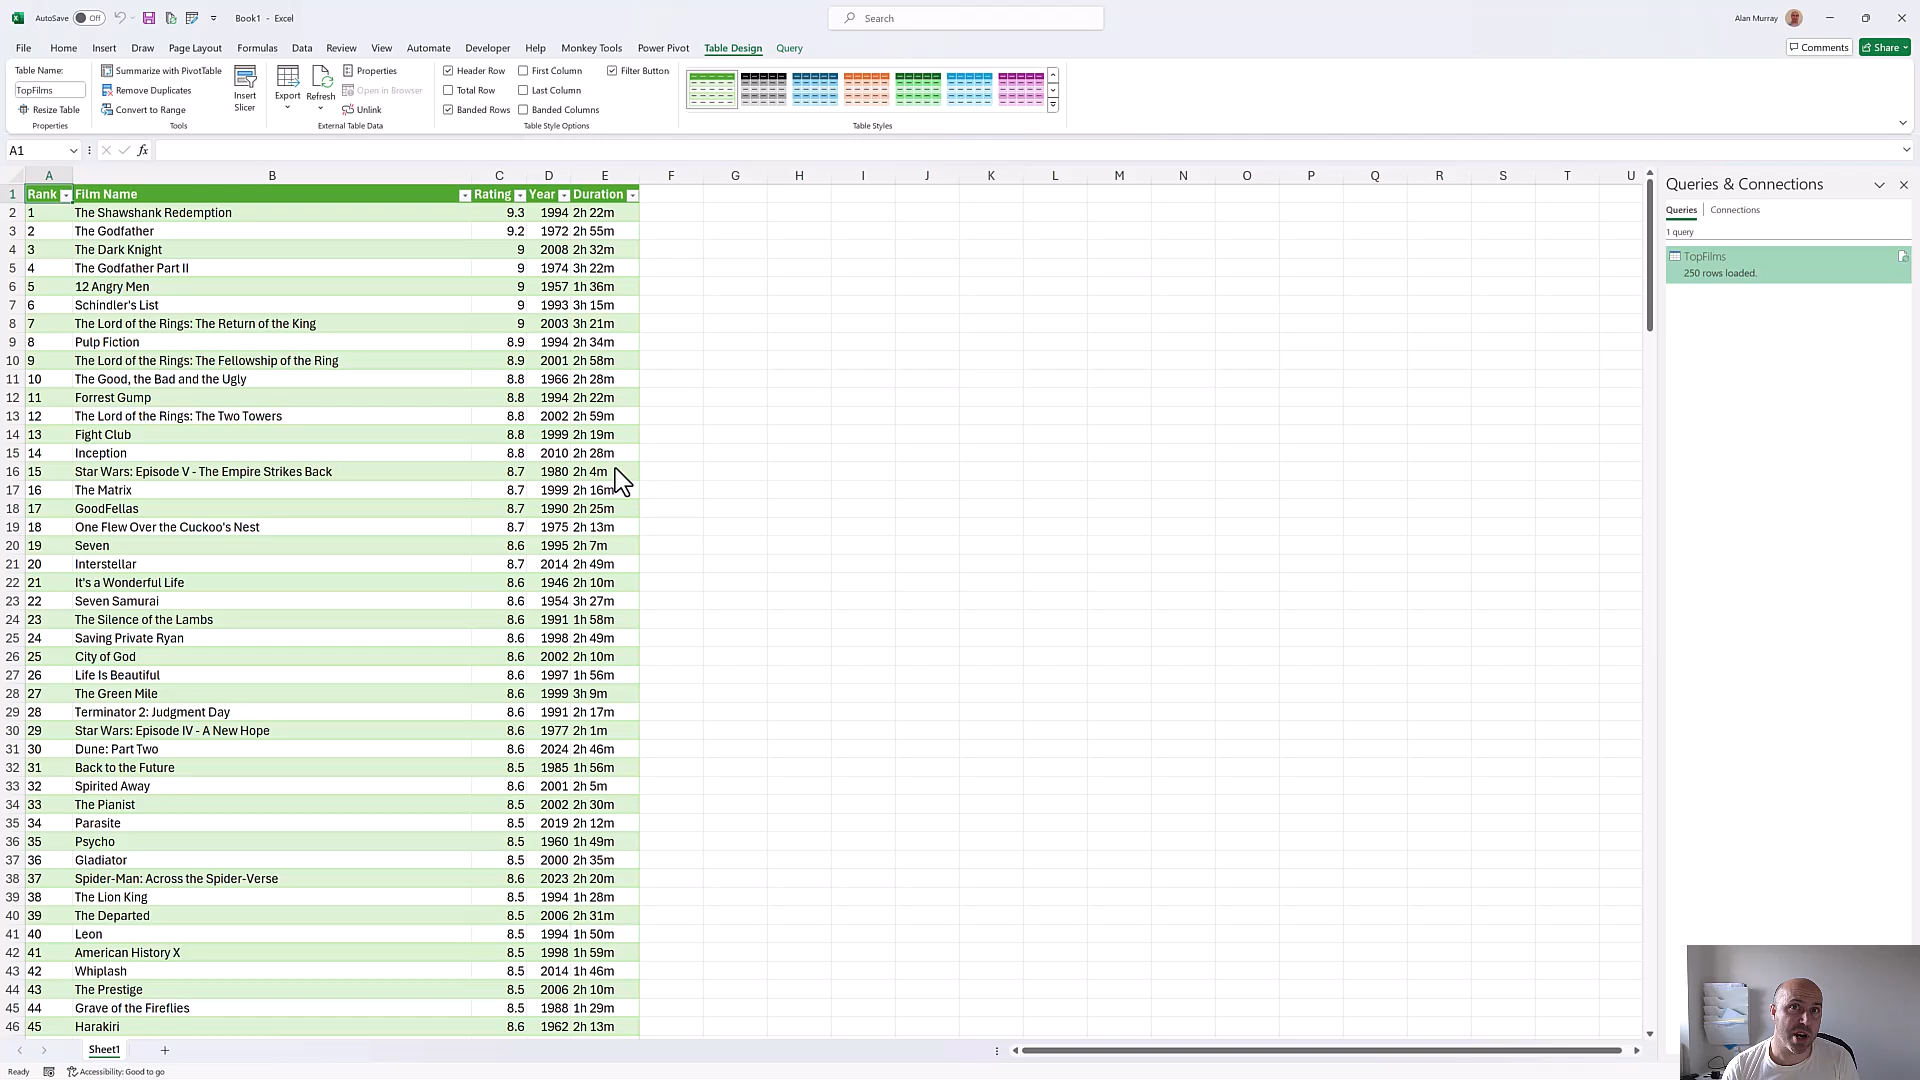 AutoSave Off Book1 - Excel Search Alan Murray
File Home Insert Draw Page Layout Formulas Data Review View Automate Developer Help Monkey Tools Power Pivot Table Design Query Comments Share
Table Name:
TopFilms
Resize Table
Properties
Summarize with PivotTable
Remove Duplicates
Convert to Range
Tools
Insert
Slicer
Export
Refresh
Properties
Open in Browser
Unlink
External Table Data
Header Row First Column Filter Button
Total Row Last Column
Banded Rows Banded Columns
Table Style Options
Table Styles
A1 fx
A B C D E F G H I J K L M N O P Q R S T U
1 Rank Film Name Rating Year Duration
2 1 The Shawshank Redemption 9.3 1994 2h 22m
3 2 The Godfather 9.2 1972 2h 55m
4 3 The Dark Knight 9 2008 2h 32m
5 4 The Godfather Part II 9 1974 3h 22m
6 5 12 Angry Men 9 1957 1h 36m
7 6 Schindler's List 9 1993 3h 15m
8 7 The Lord of the Rings: The Return of the King 9 2003 3h 21m
9 8 Pulp Fiction 8.9 1994 2h 34m
10 9 The Lord of the Rings: The Fellowship of the Ring 8.9 2001 2h 58m
11 10 The Good, the Bad and the Ugly 8.8 1966 2h 28m
12 11 Forrest Gump 8.8 1994 2h 22m
13 12 The Lord of the Rings: The Two Towers 8.8 2002 2h 59m
14 13 Fight Club 8.8 1999 2h 19m
15 14 Inception 8.8 2010 2h 28m
16 15 Star Wars: Episode V - The Empire Strikes Back 8.7 1980 2h 4m
17 16 The Matrix 8.7 1999 2h 16m
18 17 GoodFellas 8.7 1990 2h 25m
19 18 One Flew Over the Cuckoo's Nest 8.7 1975 2h 13m
20 19 Seven 8.6 1995 2h 7m
21 20 Interstellar 8.7 2014 2h 49m
22 21 It's a Wonderful Life 8.6 1946 2h 10m
23 22 Seven Samurai 8.6 1954 3h 27m
24 23 The Silence of the Lambs 8.6 1991 1h 58m
25 24 Saving Private Ryan 8.6 1998 2h 49m
26 25 City of God 8.6 2002 2h 10m
27 26 Life Is Beautiful 8.6 1997 1h 56m
28 27 The Green Mile 8.6 1999 3h 9m
29 28 Terminator 2: Judgment Day 8.6 1991 2h 17m
30 29 Star Wars: Episode IV - A New Hope 8.6 1977 2h 1m
31 30 Dune: Part Two 8.6 2024 2h 46m
32 31 Back to the Future 8.5 1985 1h 56m
33 32 Spirited Away 8.6 2001 2h 5m
34 33 The Pianist 8.5 2002 2h 30m
35 34 Parasite 8.5 2019 2h 12m
36 35 Psycho 8.5 1960 1h 49m
37 36 Gladiator 8.5 2000 2h 35m
38 37 Spider-Man: Across the Spider-Verse 8.6 2023 2h 20m
39 38 The Lion King 8.5 1994 1h 28m
40 39 The Departed 8.5 2006 2h 31m
41 40 Leon 8.5 1994 1h 50m
42 41 American History X 8.5 1998 1h 59m
43 42 Whiplash 8.5 2014 1h 46m
44 43 The Prestige 8.5 2006 2h 10m
45 44 Grave of the Fireflies 8.5 1988 1h 29m
46 45 Harakiri 8.6 1962 2h 13m
Queries & Connections
Queries Connections
1 query
TopFilms
250 rows loaded.
Sheet1
Ready Accessibility: Good to go